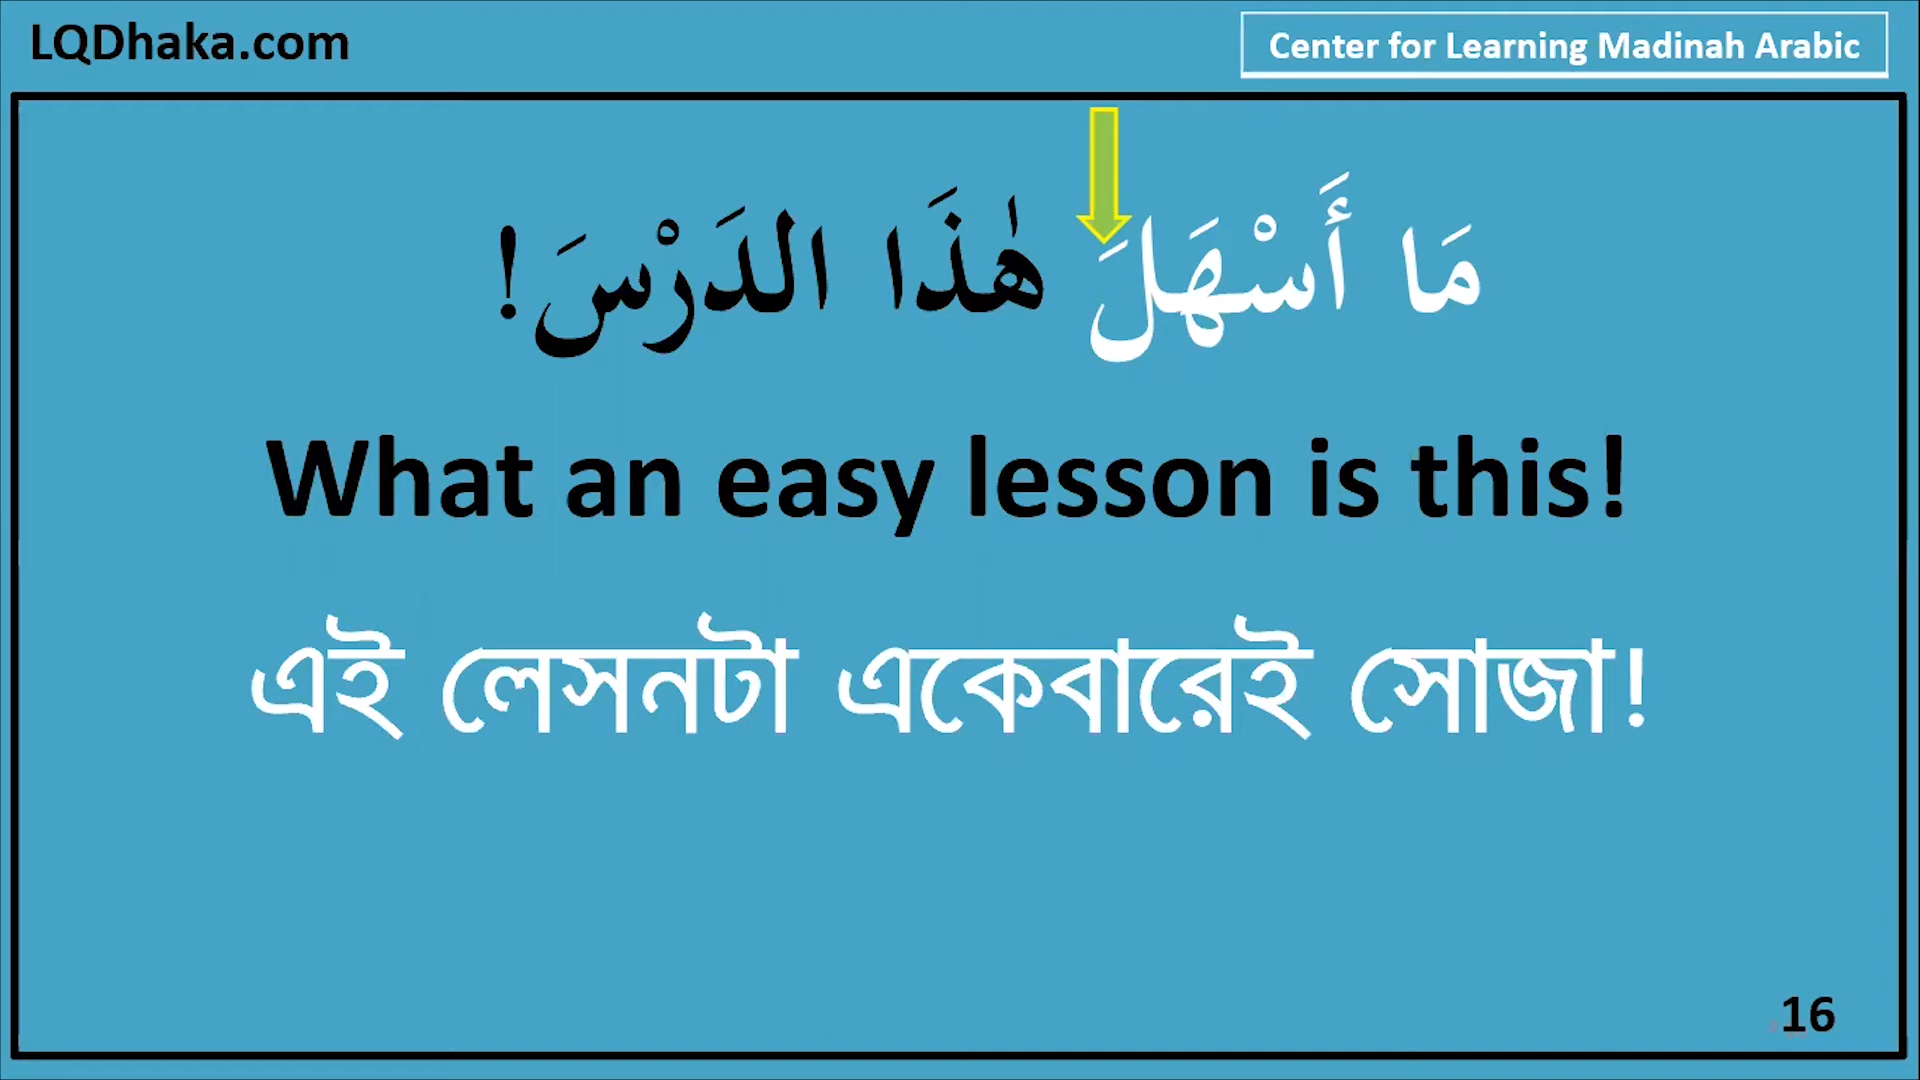 LQDhaka.com
Center for Learning Madinah Arabic
مَا أَسْهَلَ هٰذَا الدَرْسَ!
What an easy lesson is this!
এই লেসনটা একেবারেই সোজা!
16